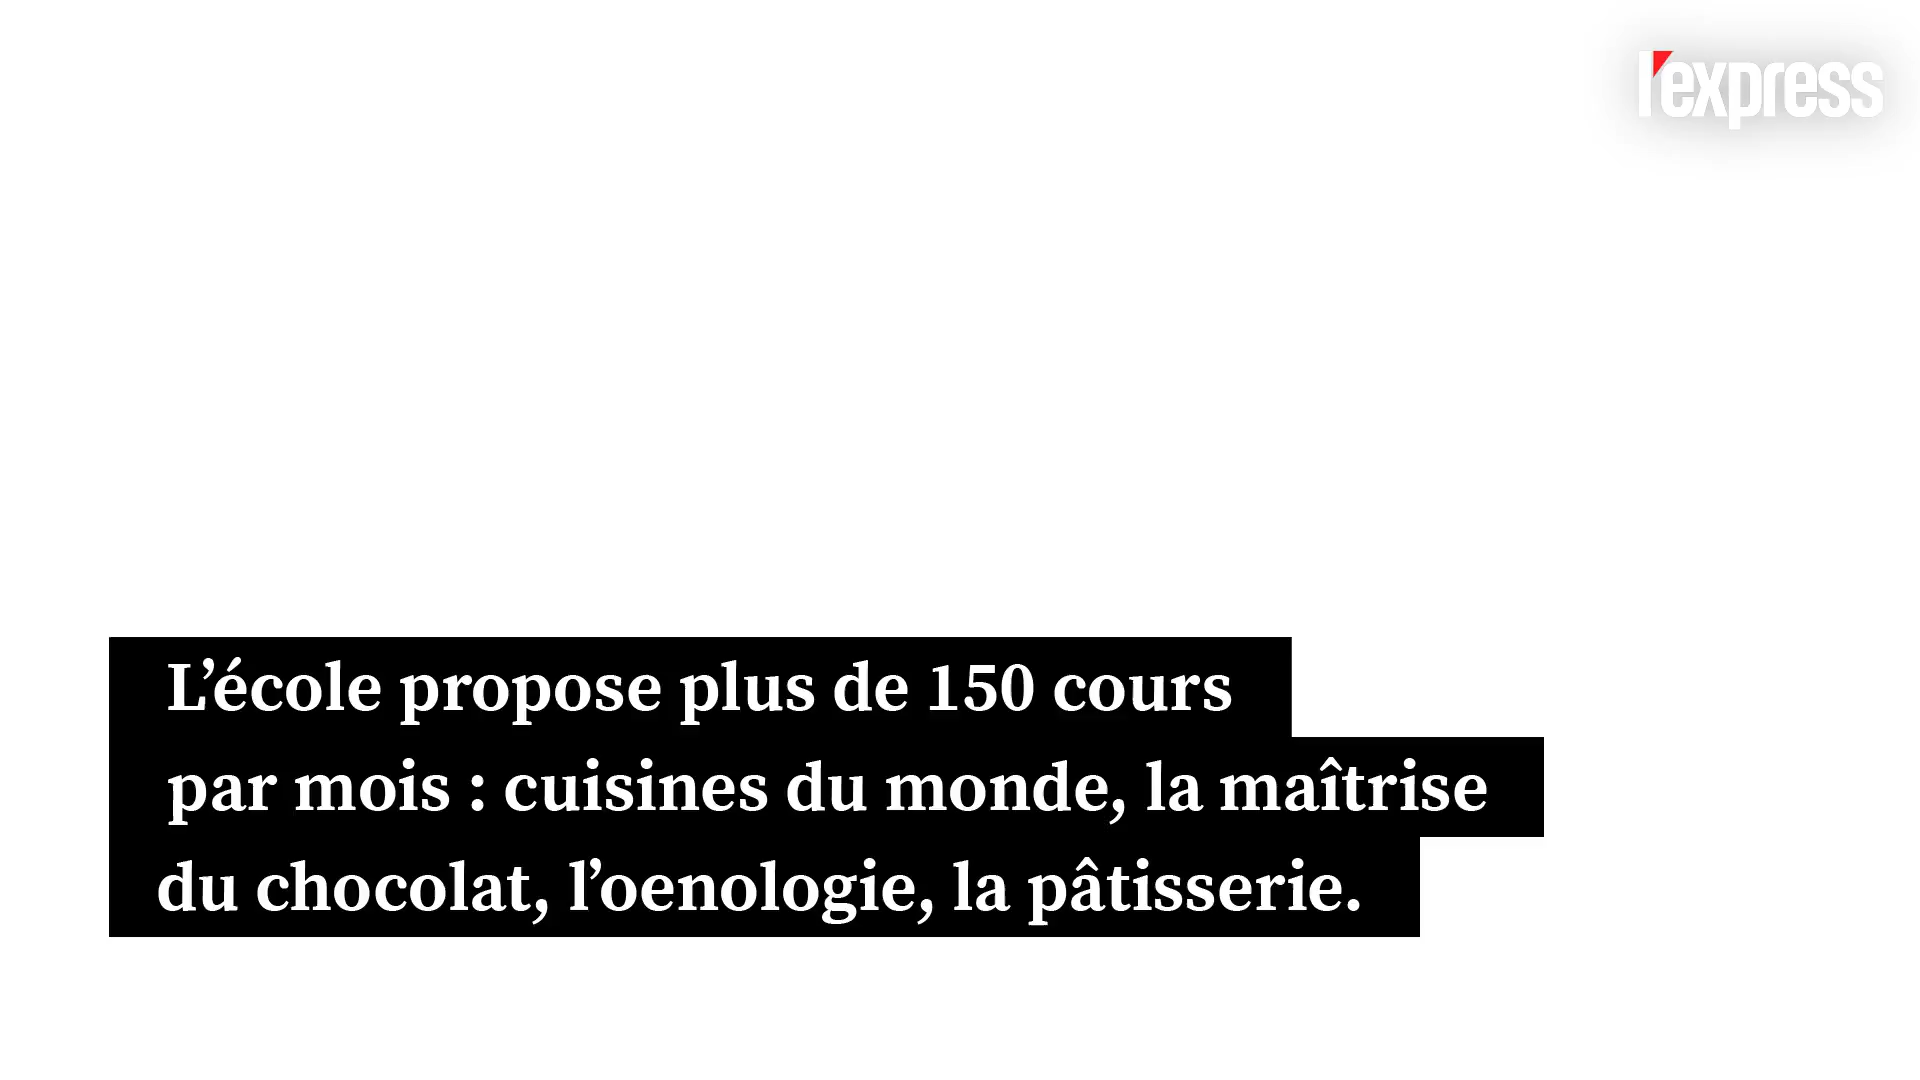 l'express
L’école propose plus de 150 cours
par mois : cuisines du monde, la maîtrise
du chocolat, l’oenologie, la pâtisserie.